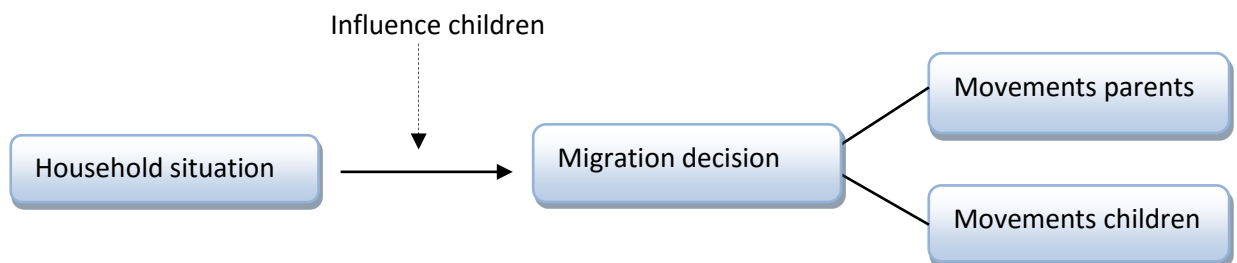 Influence children
Movements parents
Household situation
Migration decision
Movements children